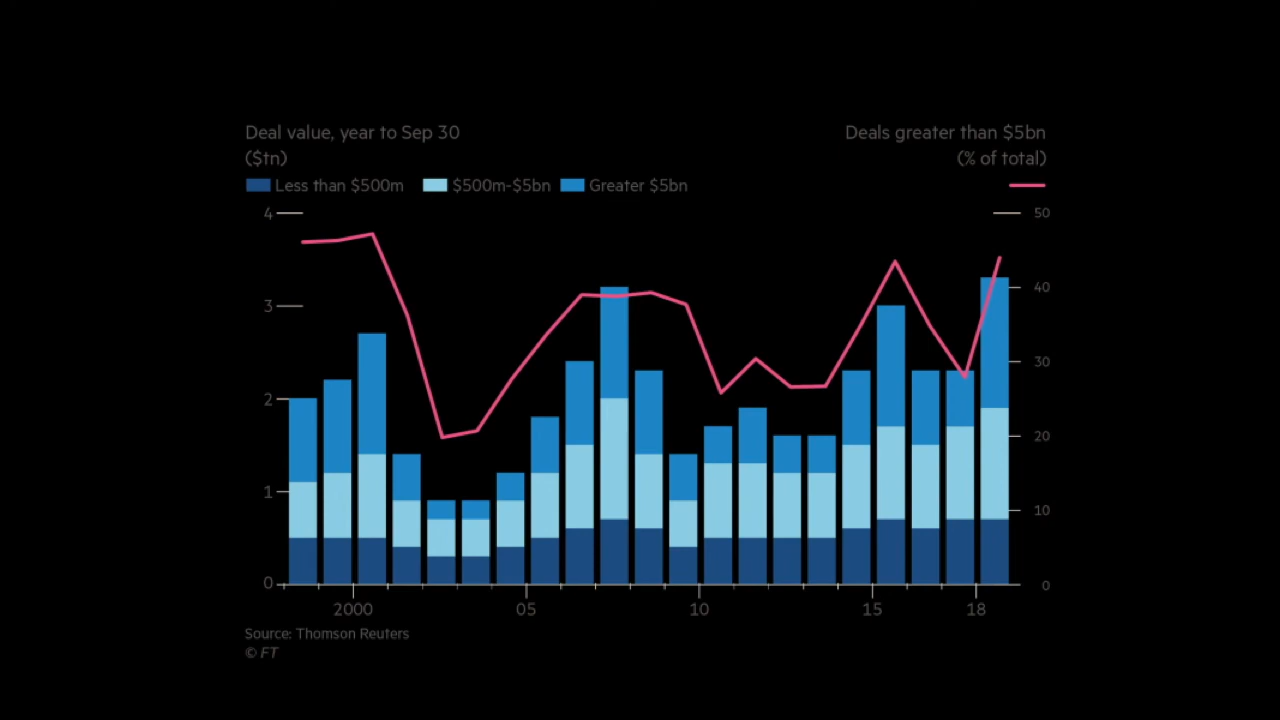 Deal value, year to Sep 30
($tn)
Deals greater than $5bn
(% of total)
Less than $500m $500m-$5bn Greater $5bn
4 50
40
3
30
2
20
1
10
0 0
2000 05 10 15 18
Source: Thomson Reuters
© FT